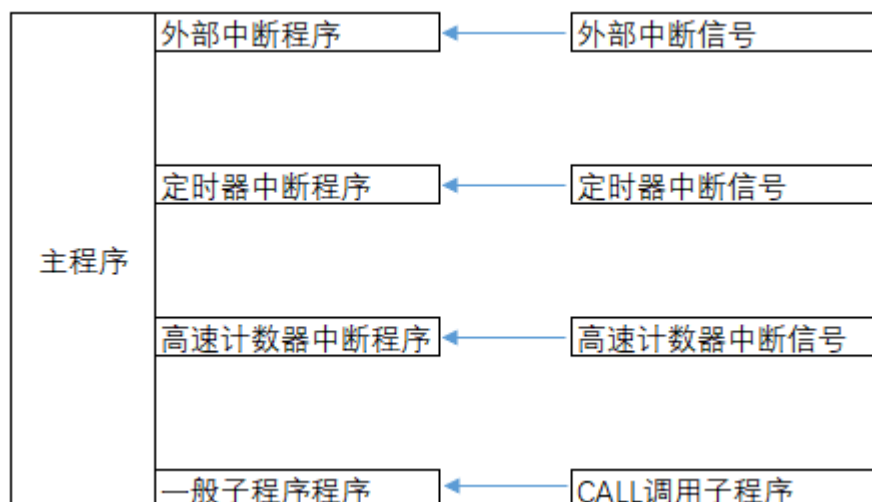 外部中断程序
外部中断信号
定时器中断程序
定时器中断信号
主程序
高速计数器中断程序
高速计数器中断信号
一般子程序程序
CALL调用子程序